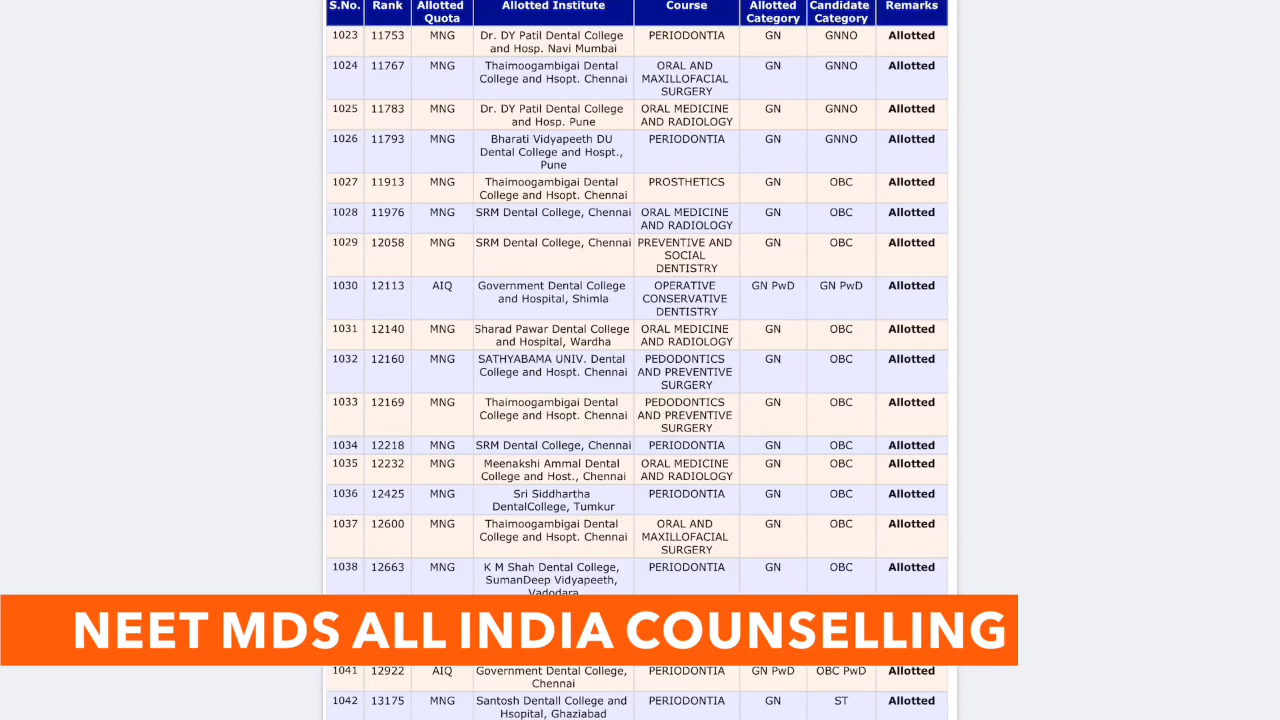 S.No. Rank Allotted Quota Allotted Institute Course Allotted Category Candidate Category Remarks
1023 11753 MNG Dr. DY Patil Dental College and Hosp. Navi Mumbai PERIODONTIA GN GNNO Allotted
1024 11767 MNG Thaimoogambigai Dental College and Hsopt. Chennai ORAL AND MAXILLOFACIAL SURGERY GN GNNO Allotted
1025 11783 MNG Dr. DY Patil Dental College and Hosp. Pune ORAL MEDICINE AND RADIOLOGY GN GNNO Allotted
1026 11793 MNG Bharati Vidyapeeth DU Dental College and Hospt., Pune PERIODONTIA GN GNNO Allotted
1027 11913 MNG Thaimoogambigai Dental College and Hsopt. Chennai PROSTHETICS GN OBC Allotted
1028 11976 MNG SRM Dental College, Chennai ORAL MEDICINE AND RADIOLOGY GN OBC Allotted
1029 12058 MNG SRM Dental College, Chennai PREVENTIVE AND SOCIAL DENTISTRY GN OBC Allotted
1030 12113 AIQ Government Dental College and Hospital, Shimla OPERATIVE CONSERVATIVE DENTISTRY GN PwD GN PwD Allotted
1031 12140 MNG Sharad Pawar Dental College and Hospital, Wardha ORAL MEDICINE AND RADIOLOGY GN OBC Allotted
1032 12160 MNG SATHYABAMA UNIV. Dental College and Hospt. Chennai PEDODONTICS AND PREVENTIVE SURGERY GN OBC Allotted
1033 12169 MNG Thaimoogambigai Dental College and Hsopt. Chennai PEDODONTICS AND PREVENTIVE SURGERY GN OBC Allotted
1034 12218 MNG SRM Dental College, Chennai PERIODONTIA GN OBC Allotted
1035 12232 MNG Meenakshi Ammal Dental College and Host., Chennai ORAL MEDICINE AND RADIOLOGY GN OBC Allotted
1036 12425 MNG Sri Siddhartha DentalCollege, Tumkur PERIODONTIA GN OBC Allotted
1037 12600 MNG Thaimoogambigai Dental College and Hsopt. Chennai ORAL AND MAXILLOFACIAL SURGERY GN OBC Allotted
1038 12663 MNG K M Shah Dental College, SumanDeep Vidyapeeth, Vadodara PERIODONTIA GN OBC Allotted
NEET MDS ALL INDIA COUNSELLING
1041 12922 AIQ Government Dental College, Chennai PERIODONTIA GN PwD OBC PwD Allotted
1042 13175 MNG Santosh Dentall College and Hsopital, Ghaziabad PERIODONTIA GN ST Allotted